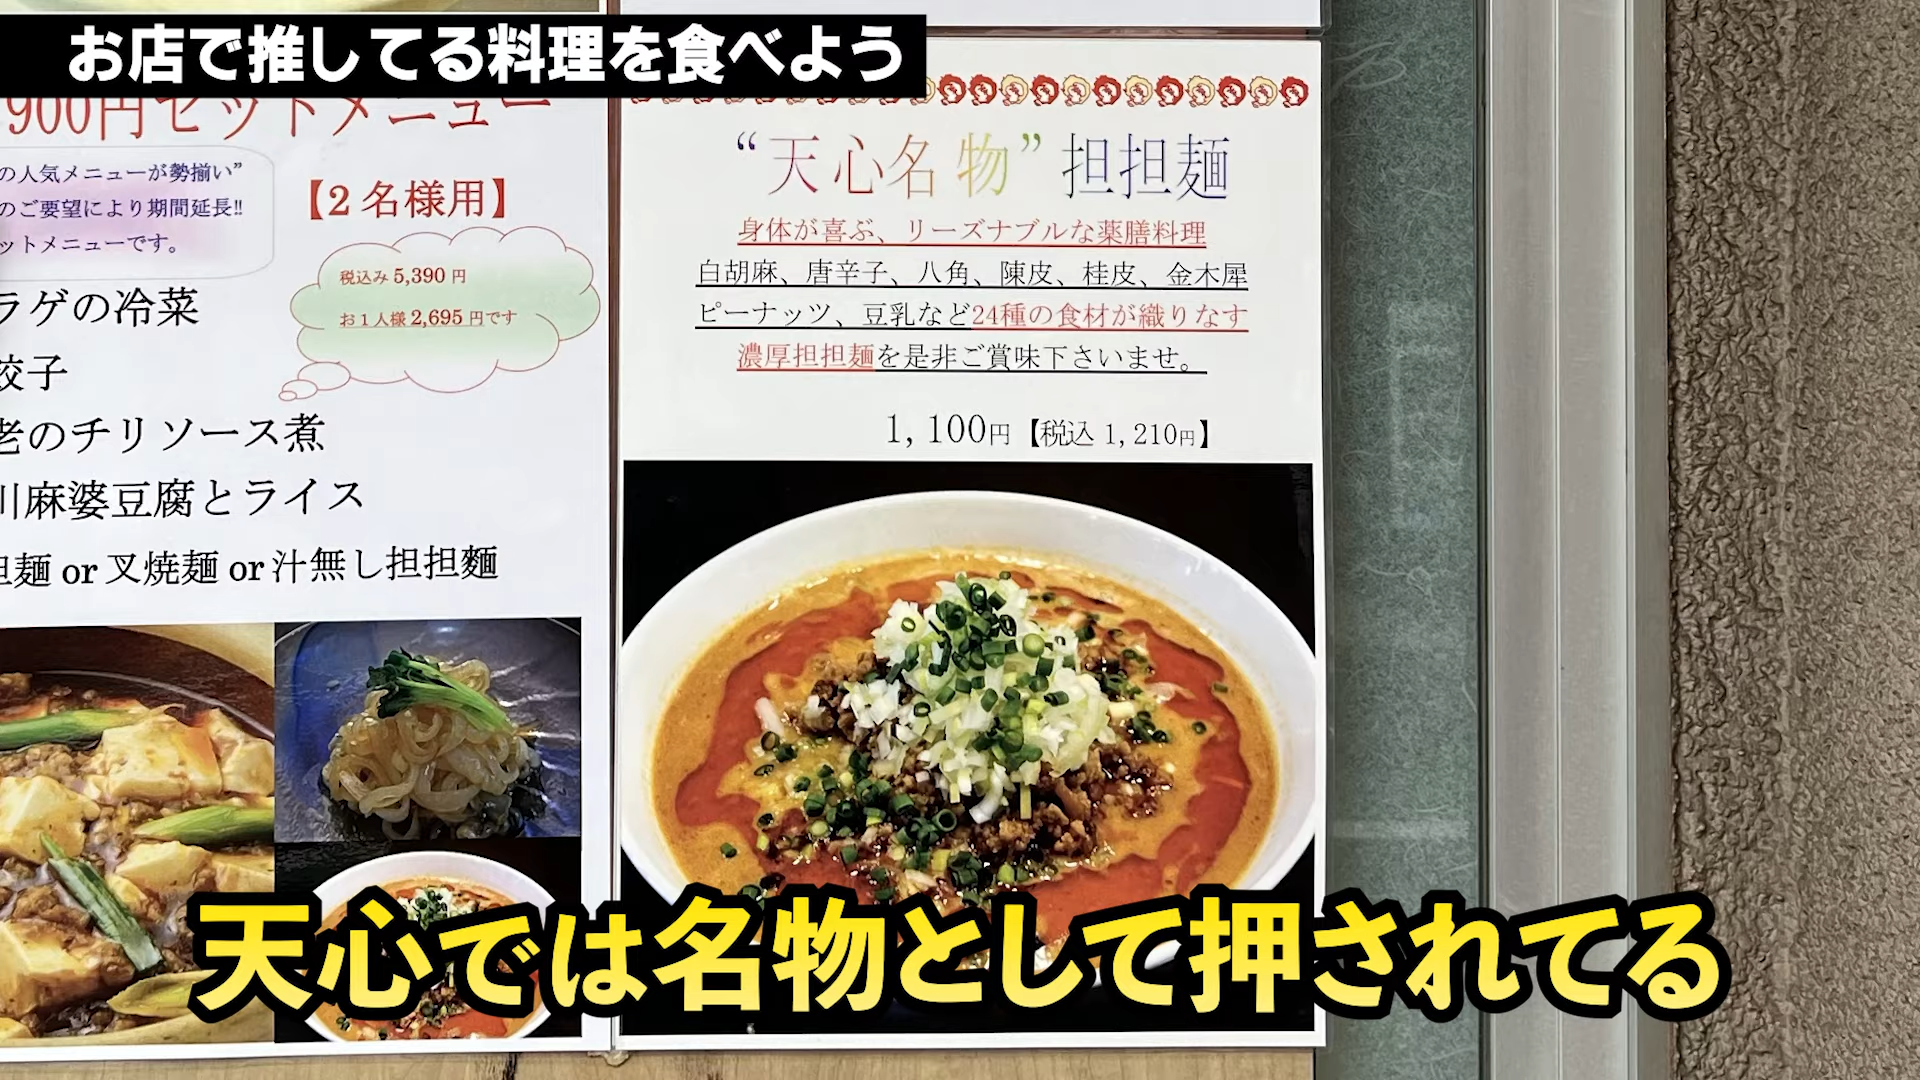 お店で推してる料理を食べよう
900円セットメニュー
の人気メニューが勢揃い”
のご要望により期間延長!!
ットメニューです。
【2名様用】
税込み 5,390 円
お1人様 2,695 円です
ラゲの冷菜
餃子
老のチリソース煮
川麻婆豆腐とライス
担麺 or 叉焼麺 or 汁無し担担麺
“天心名物”担担麺
身体が喜ぶ、リーズナブルな薬膳料理
白胡麻、唐辛子、八角、陳皮、桂皮、金木犀
ピーナッツ、豆乳など24種の食材が織りなす
濃厚担担麺を是非ご賞味下さいませ。
1,100円【税込 1,210円】
天心では名物として押されてる